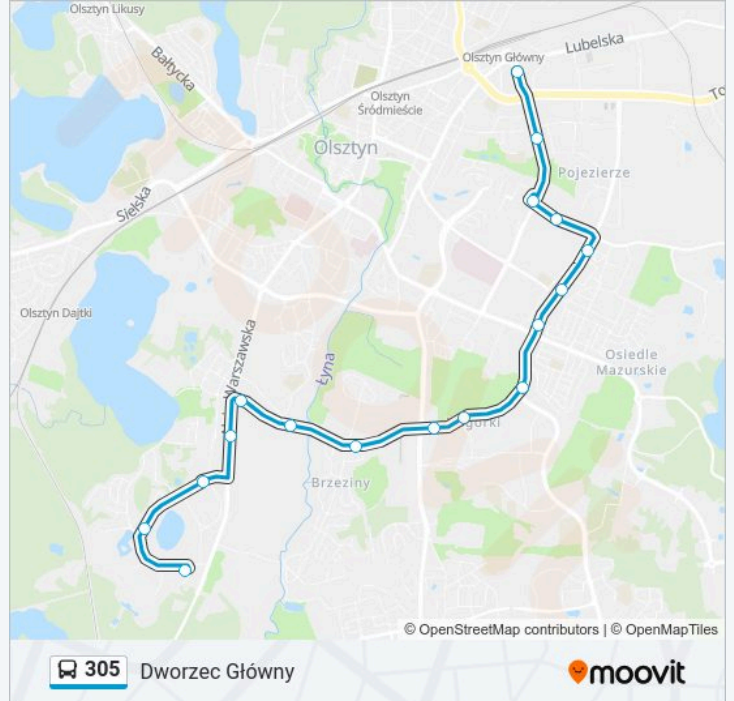 Olsztyn Likusy
Bałtycka
Olsztyn Główny
Lubelska
Olsztyn
Śródmieście
Olsztyn
Pojezierze
Sielska
Olsztyn Dajtki
Warszawska
Łyna
Osiedle
Mazurskie
Brzeziny
© OpenStreetMap contributors | © OpenMapTiles
305 Dworzec Główny
moovit